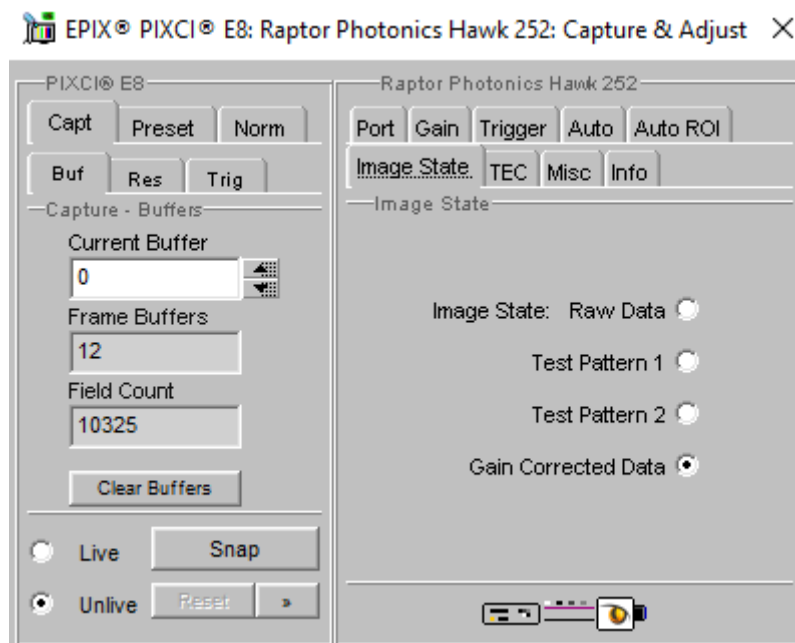 EPIX® PIXCI® E8: Raptor Photonics Hawk 252: Capture & Adjust
PIXCI® E8
Capt Preset Norm
Buf Res Trig
Capture - Buffers
Current Buffer
0
Frame Buffers
12
Field Count
10325
Clear Buffers
Live Snap
Unlive Reset »
Raptor Photonics Hawk 252
Port Gain Trigger Auto Auto ROI
Image State TEC Misc Info
Image State
Image State: Raw Data
Test Pattern 1
Test Pattern 2
Gain Corrected Data